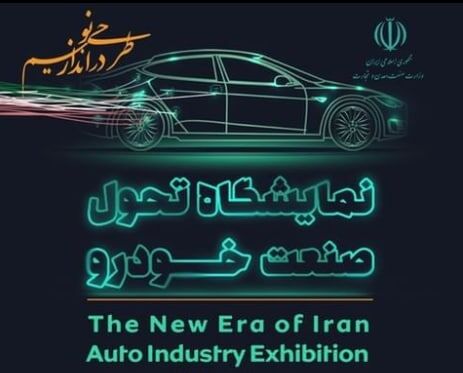 طرحی نو
دراندازیم
جمهوری اسلامی ایران
وزارت صنعت، معدن و تجارت
نمایشگاه تحول
صنعت خودرو
The New Era of Iran
Auto Industry Exhibition